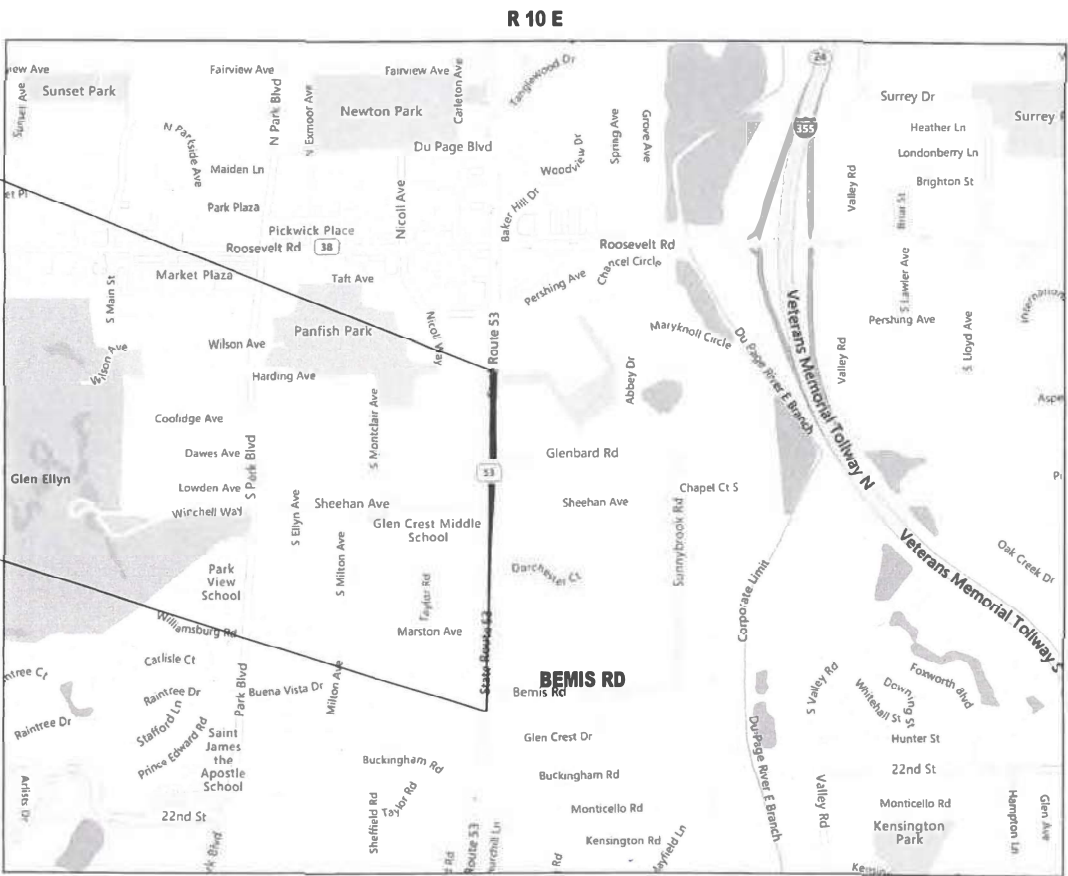 R 10 E
24
Fairview Ave
Fairview Ave
Sunset Park
Sunset Ave
N Park Blvd
N Exmoor Ave
Newton Park
Carleton Ave
Tanglewood Dr
Surrey Dr
Surrey
Heather Ln
355
Spring Ave
Grove Ave
N Parkside Ave
Du Page Blvd
Woodview Dr
Londonberry Ln
Maiden Ln
Valley Rd
Brighton St
Briar St
Nicoll Ave
Baker Hill Dr
Park Plaza
Pickwick Place
Roosevelt Rd
38
Roosevelt Rd
Chancel Circle
Market Plaza
Taft Ave
Pershing Ave
S Main St
S Lawler Ave
Panfish Park
Nicoll Way
Route 53
Maryknoll Circle
Du Page River E Branch
Veterans Memorial Tollway N
Pershing Ave
S Lloyd Ave
Wilson Ave
Wilson Ave
Valley Rd
Harding Ave
Abbey Dr
S Montclair Ave
Coolidge Ave
Dawes Ave
S Park Blvd
Glenbard Rd
Glen Ellyn
53
Lowden Ave
Winchell Way
S Ellyn Ave
Sheehan Ave
Sheehan Ave
Chapel Ct S
Glen Crest Middle
School
Sunnybrook Rd
S Milton Ave
Veterans Memorial Tollway S
Oak Creek Dr
Park
View
School
Taylor Rd
Dorchester Ct
Corporate Limit
Williamsburg Rd
Marston Ave
State Route 53
Carlisle Ct
BEMIS RD
Raintree Dr
Park Blvd
Buena Vista Dr
Milton Ave
Bemis Rd
S Valley Rd
Whitehall St
Downing St
Foxworth Blvd
Raintree Dr
Stafford Ln
Prince Edward Rd
Saint
James
the
Apostle
School
Glen Crest Dr
Du Page River E Branch
Hunter St
Buckingham Rd
Buckingham Rd
22nd St
Artists Dr
22nd St
Sheffield Rd
Taylor Rd
Monticello Rd
Valley Rd
Monticello Rd
Kensington
Park
Hampton Ln
Glen Ave
Route 53
Kensington Rd